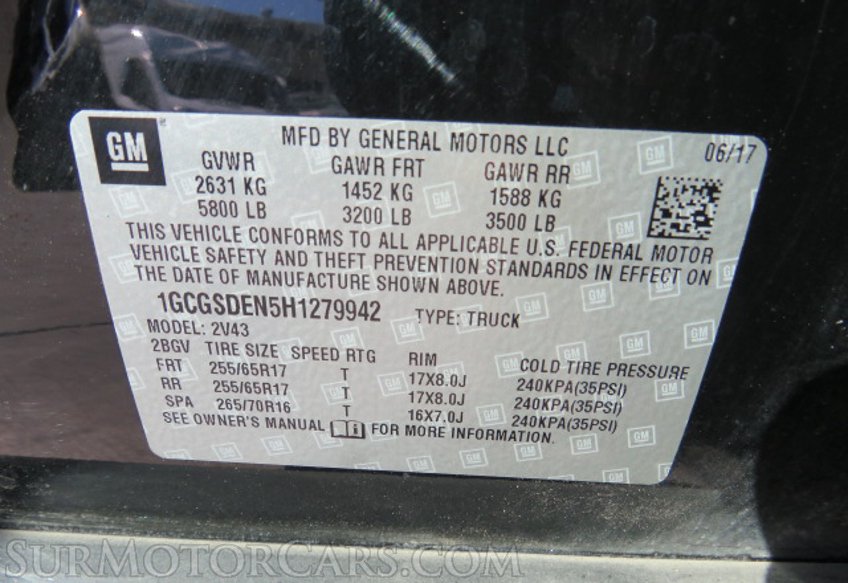 GM
MFD BY GENERAL MOTORS LLC 06/17
GVWR GAWR FRT GAWR RR
2631 KG 1452 KG 1588 KG
5800 LB 3200 LB 3500 LB
THIS VEHICLE CONFORMS TO ALL APPLICABLE U.S. FEDERAL MOTOR
VEHICLE SAFETY AND THEFT PREVENTION STANDARDS IN EFFECT ON
THE DATE OF MANUFACTURE SHOWN ABOVE.
1GCGSDEN5H1279942 TYPE: TRUCK
MODEL: 2V43
2BGV TIRE SIZE SPEED RTG RIM COLD TIRE PRESSURE
FRT 255/65R17 T 17X8.0J 240KPA(35PSI)
RR 255/65R17 T 17X8.0J 240KPA(35PSI)
SPA 265/70R16 T 16X7.0J 240KPA(35PSI)
SEE OWNER'S MANUAL FOR MORE INFORMATION.
SURMOTORCARS.COM